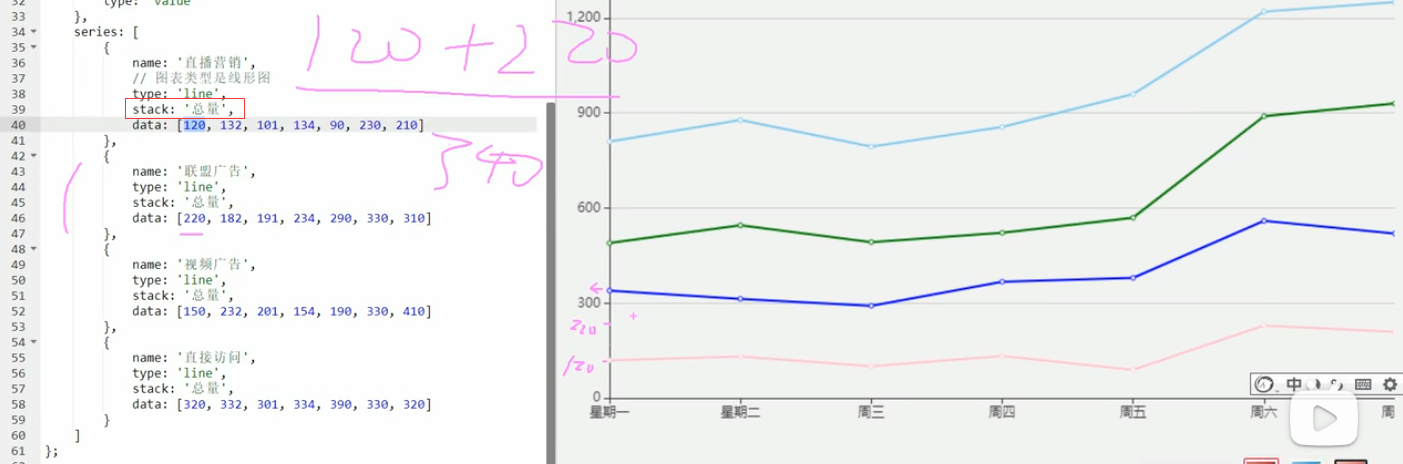 32 type: 'value'
33 },
34 series: [
35 {
36 name: '直播营销',
37 // 图表类型是线形图
38 type: 'line',
39 stack: '总量',
40 data: [120, 132, 101, 134, 90, 230, 210]
41 },
42 {
43 name: '联盟广告',
44 type: 'line',
45 stack: '总量',
46 data: [220, 182, 191, 234, 290, 330, 310]
47 },
48 {
49 name: '视频广告',
50 type: 'line',
51 stack: '总量',
52 data: [150, 232, 201, 154, 190, 330, 410]
53 },
54 {
55 name: '直接访问',
56 type: 'line',
57 stack: '总量',
58 data: [320, 332, 301, 334, 390, 330, 320]
59 }
60 ]
61 };
120+220
340
1,200
900
600
300
220
120
0
星期一 星期二 周三 周四 周五 周六 周
中